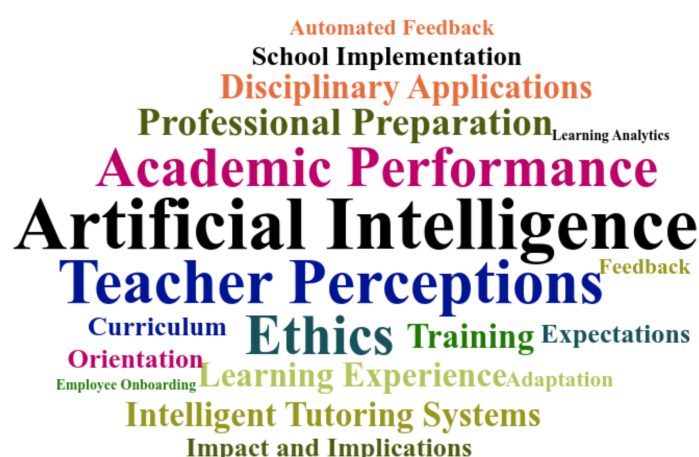 Automated Feedback
School Implementation
Disciplinary Applications
Professional Preparation
Learning Analytics
Academic Performance
Artificial Intelligence
Teacher Perceptions
Feedback
Curriculum
Ethics
Training
Expectations
Orientation
Employee Onboarding
Learning Experience
Adaptation
Intelligent Tutoring Systems
Impact and Implications